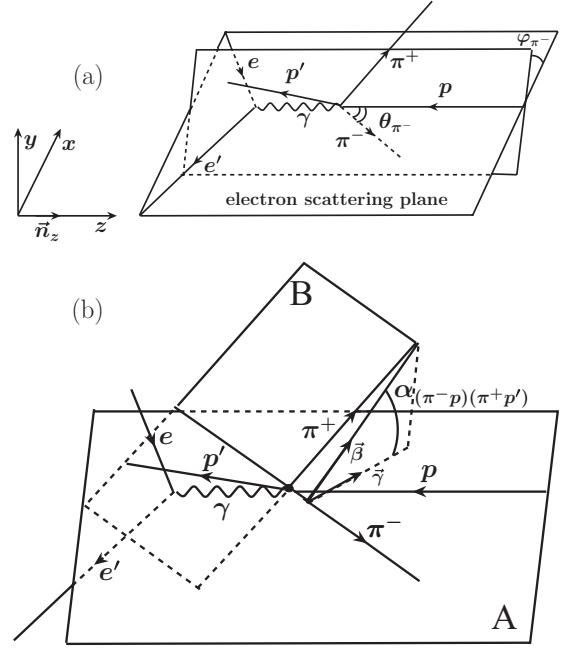 (a)
φπ−
π+
e
p′
p
γ
π−
θπ−
e′
y
x
z
n⃗z
electron scattering plane
(b)
B
α(π−p)(π+p′)
π+
e
p′
β⃗
γ⃗
p
γ
π−
e′
A